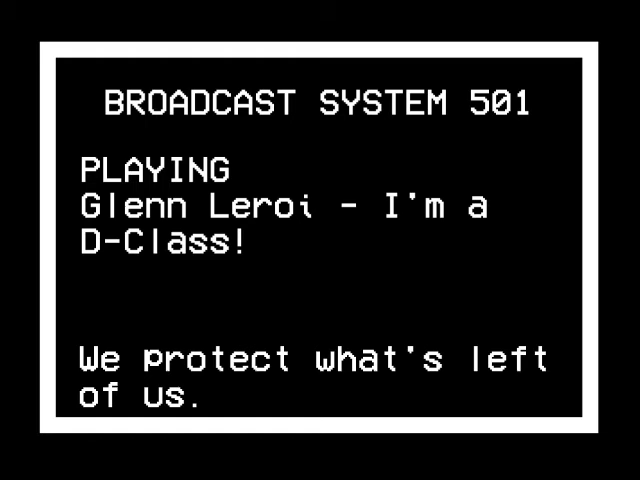 BROADCAST SYSTEM 501
PLAYING
Glenn Leroi - I'm a
D-Class!
We protect what's left
of us.